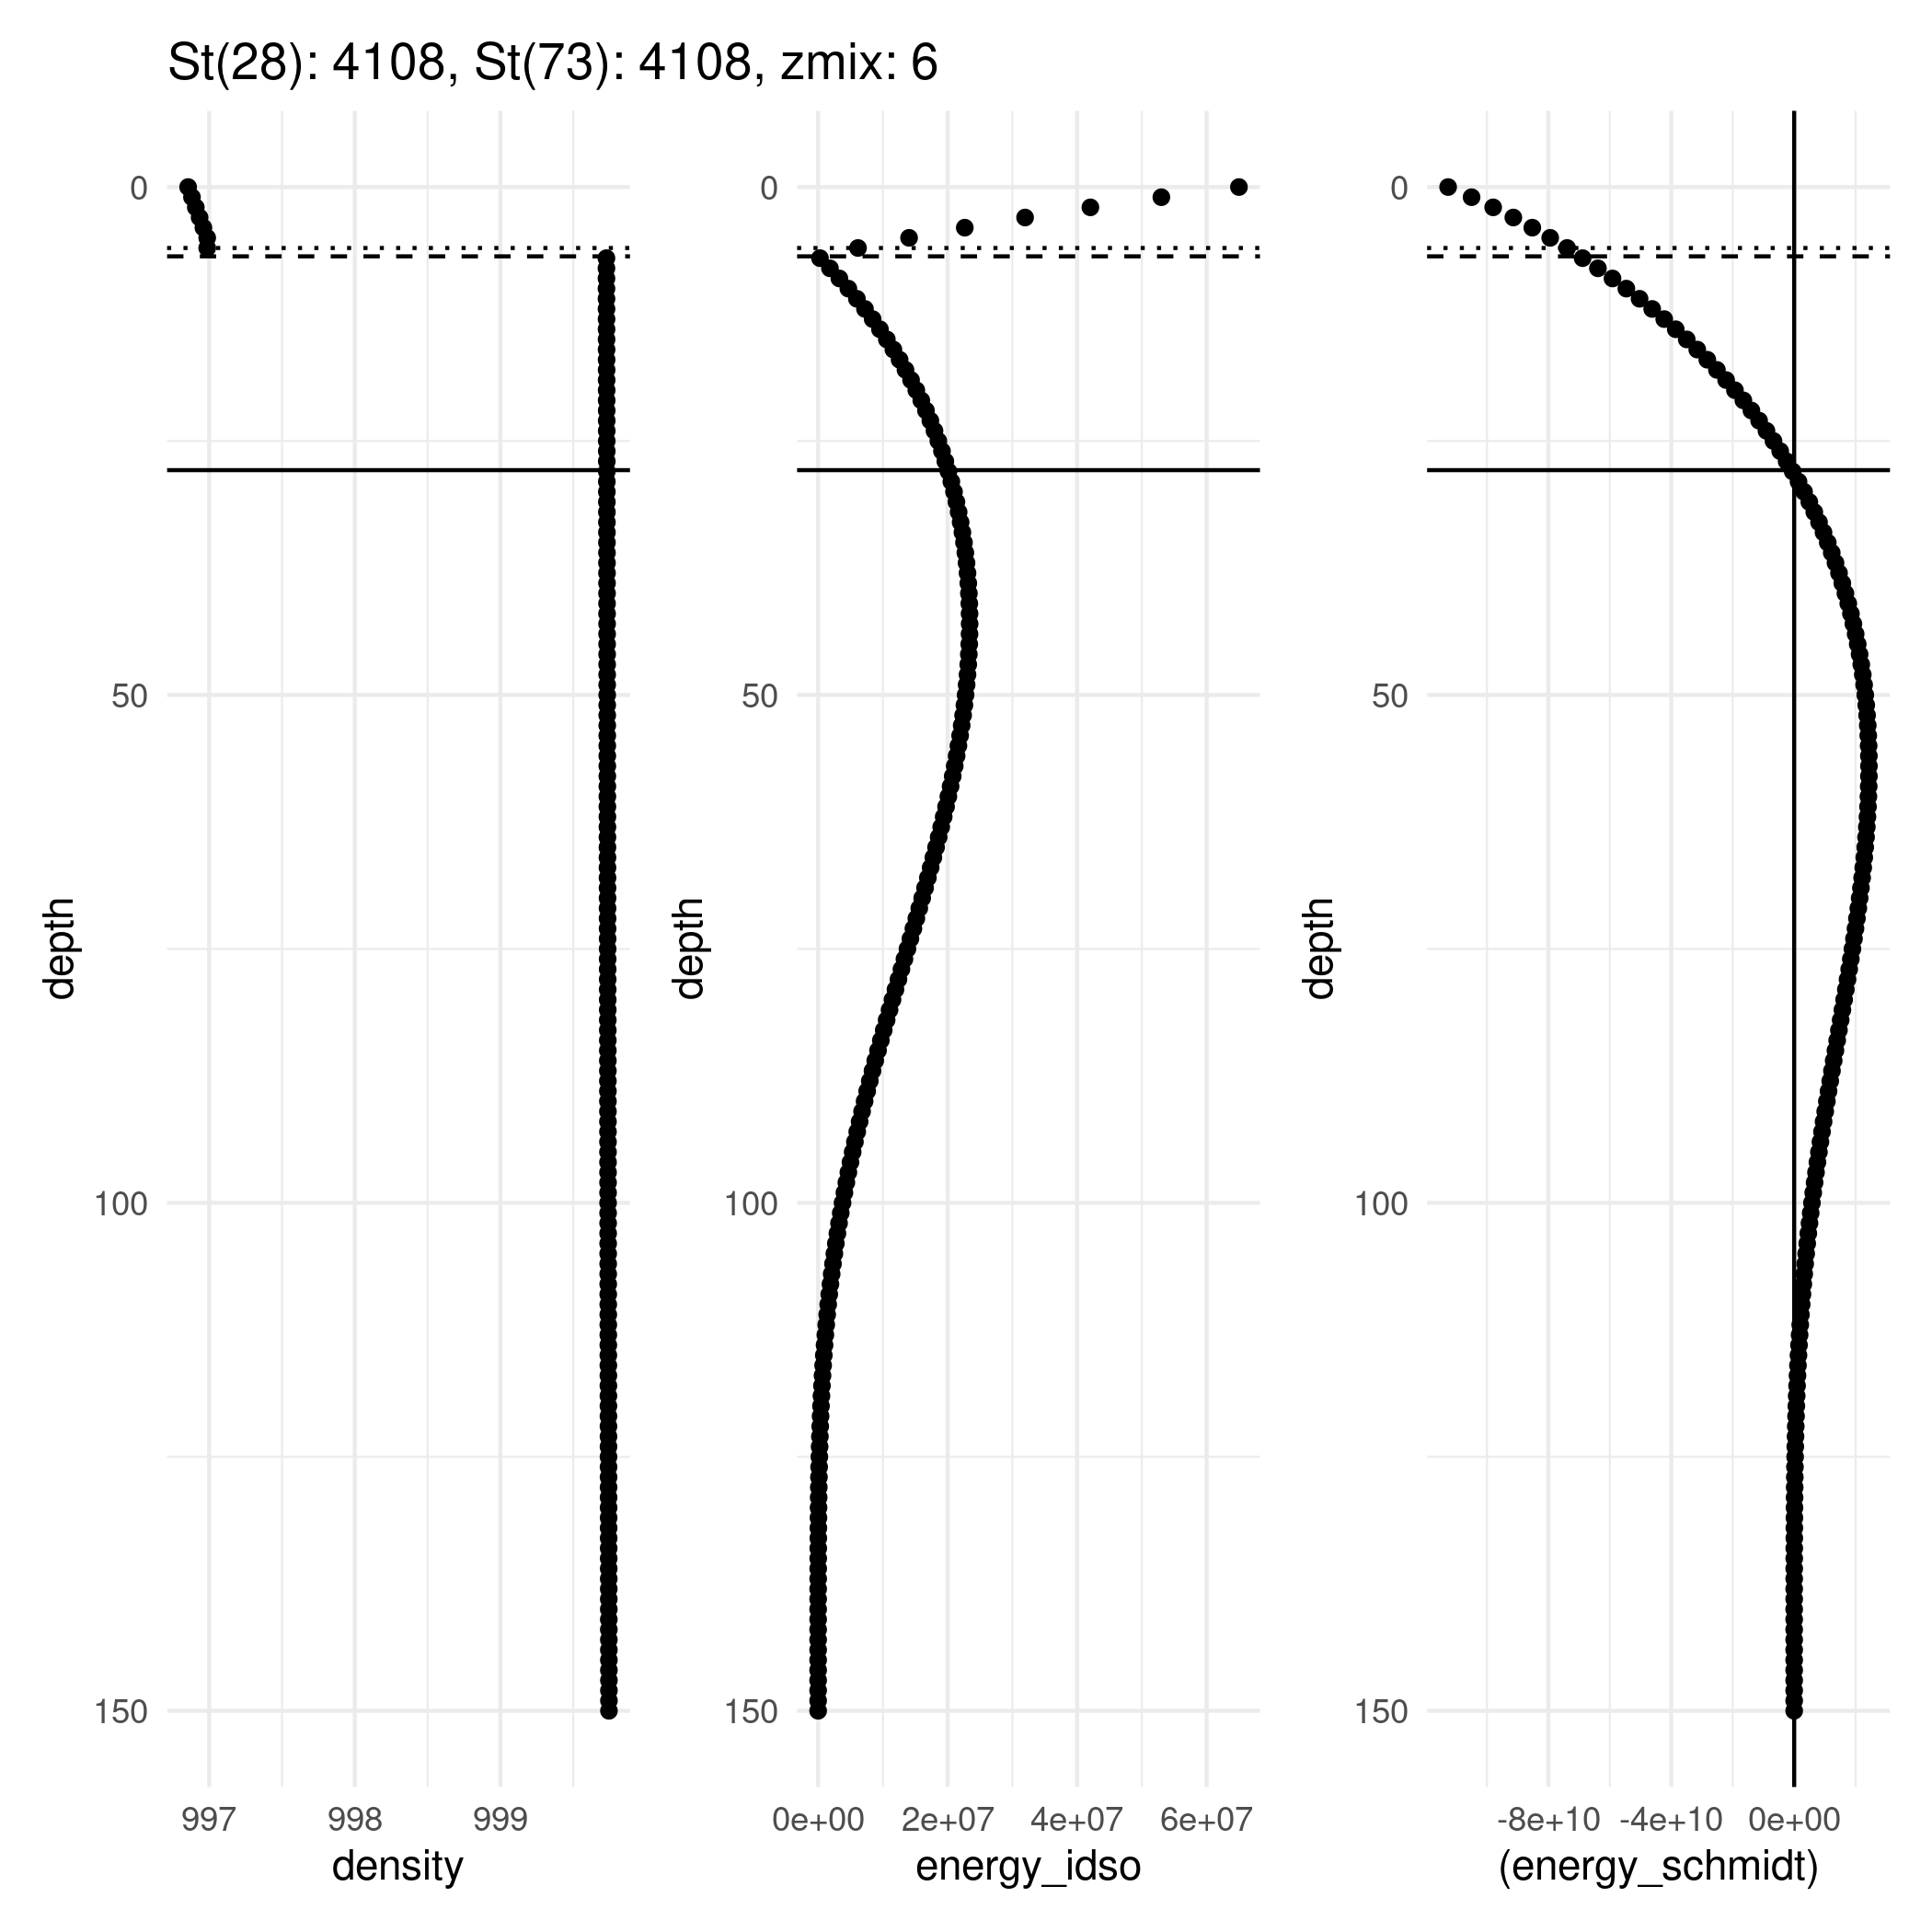 St(28): 4108, St(73): 4108, zmix: 6
0
50
100
150
depth
997
998
999
density
0
50
100
150
depth
0e+00
2e+07
4e+07
6e+07
energy_idso
0
50
100
150
depth
-8e+10
-4e+10
0e+00
(energy_schmidt)